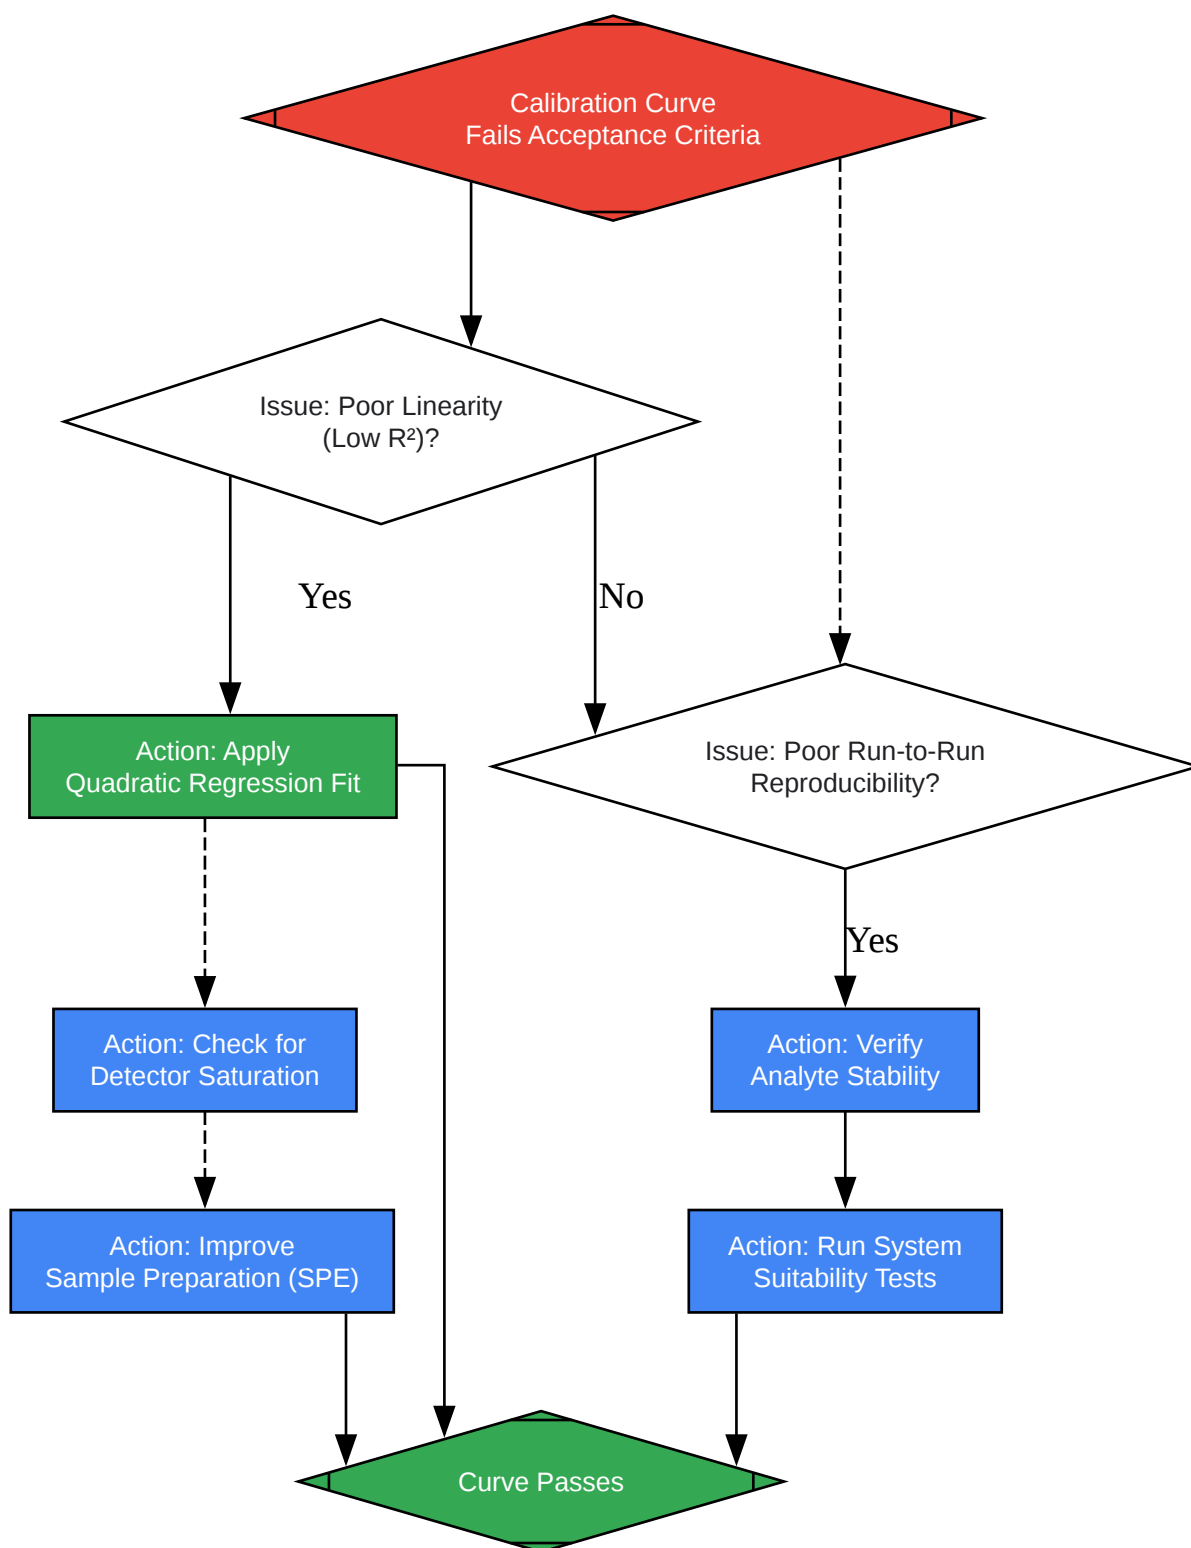 Calibration Curve
Fails Acceptance Criteria
Issue: Poor Linearity
(Low R²)?
Yes
No
Action: Apply
Quadratic Regression Fit
Issue: Poor Run-to-Run
Reproducibility?
Yes
Action: Check for
Detector Saturation
Action: Verify
Analyte Stability
Action: Improve
Sample Preparation (SPE)
Action: Run System
Suitability Tests
Curve Passes